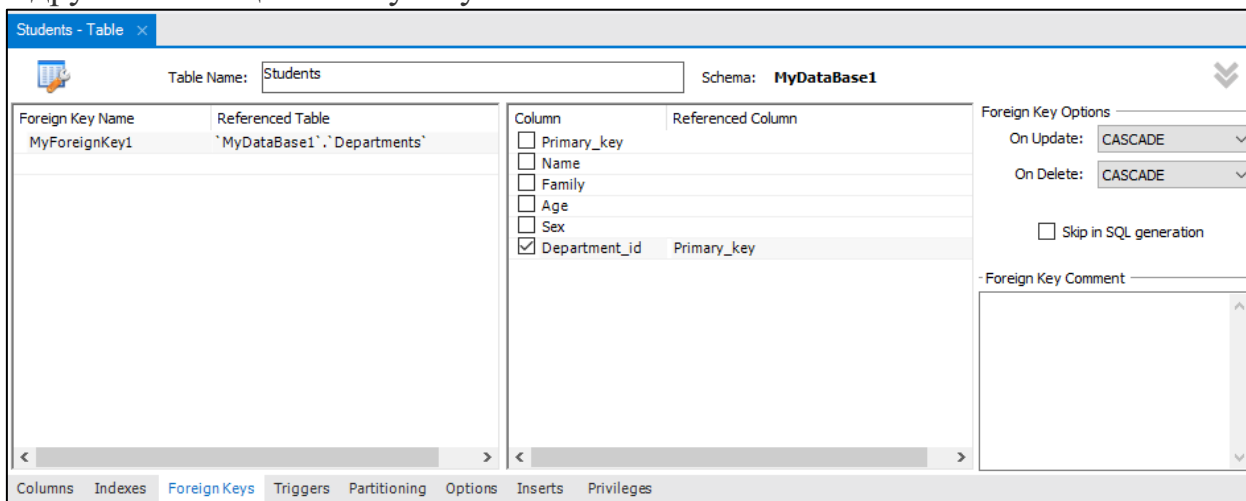 Students - Table ×
Table Name: Students Schema: MyDataBase1
Foreign Key Name Referenced Table
MyForeignKey1 `MyDataBase1`.`Departments`
Column Referenced Column
Primary_key
Name
Family
Age
Sex
Department_id Primary_key
Foreign Key Options
On Update: CASCADE
On Delete: CASCADE
Skip in SQL generation
Foreign Key Comment
Columns Indexes Foreign Keys Triggers Partitioning Options Inserts Privileges